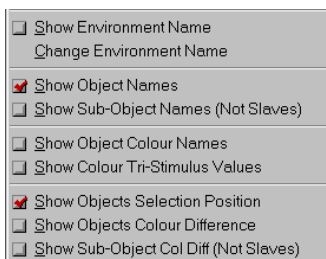 Show Environment Name
Change Environment Name
Show Object Names
Show Sub-Object Names (Not Slaves)
Show Object Colour Names
Show Colour Tri-Stimulus Values
Show Objects Selection Position
Show Objects Colour Difference
Show Sub-Object Col Diff (Not Slaves)